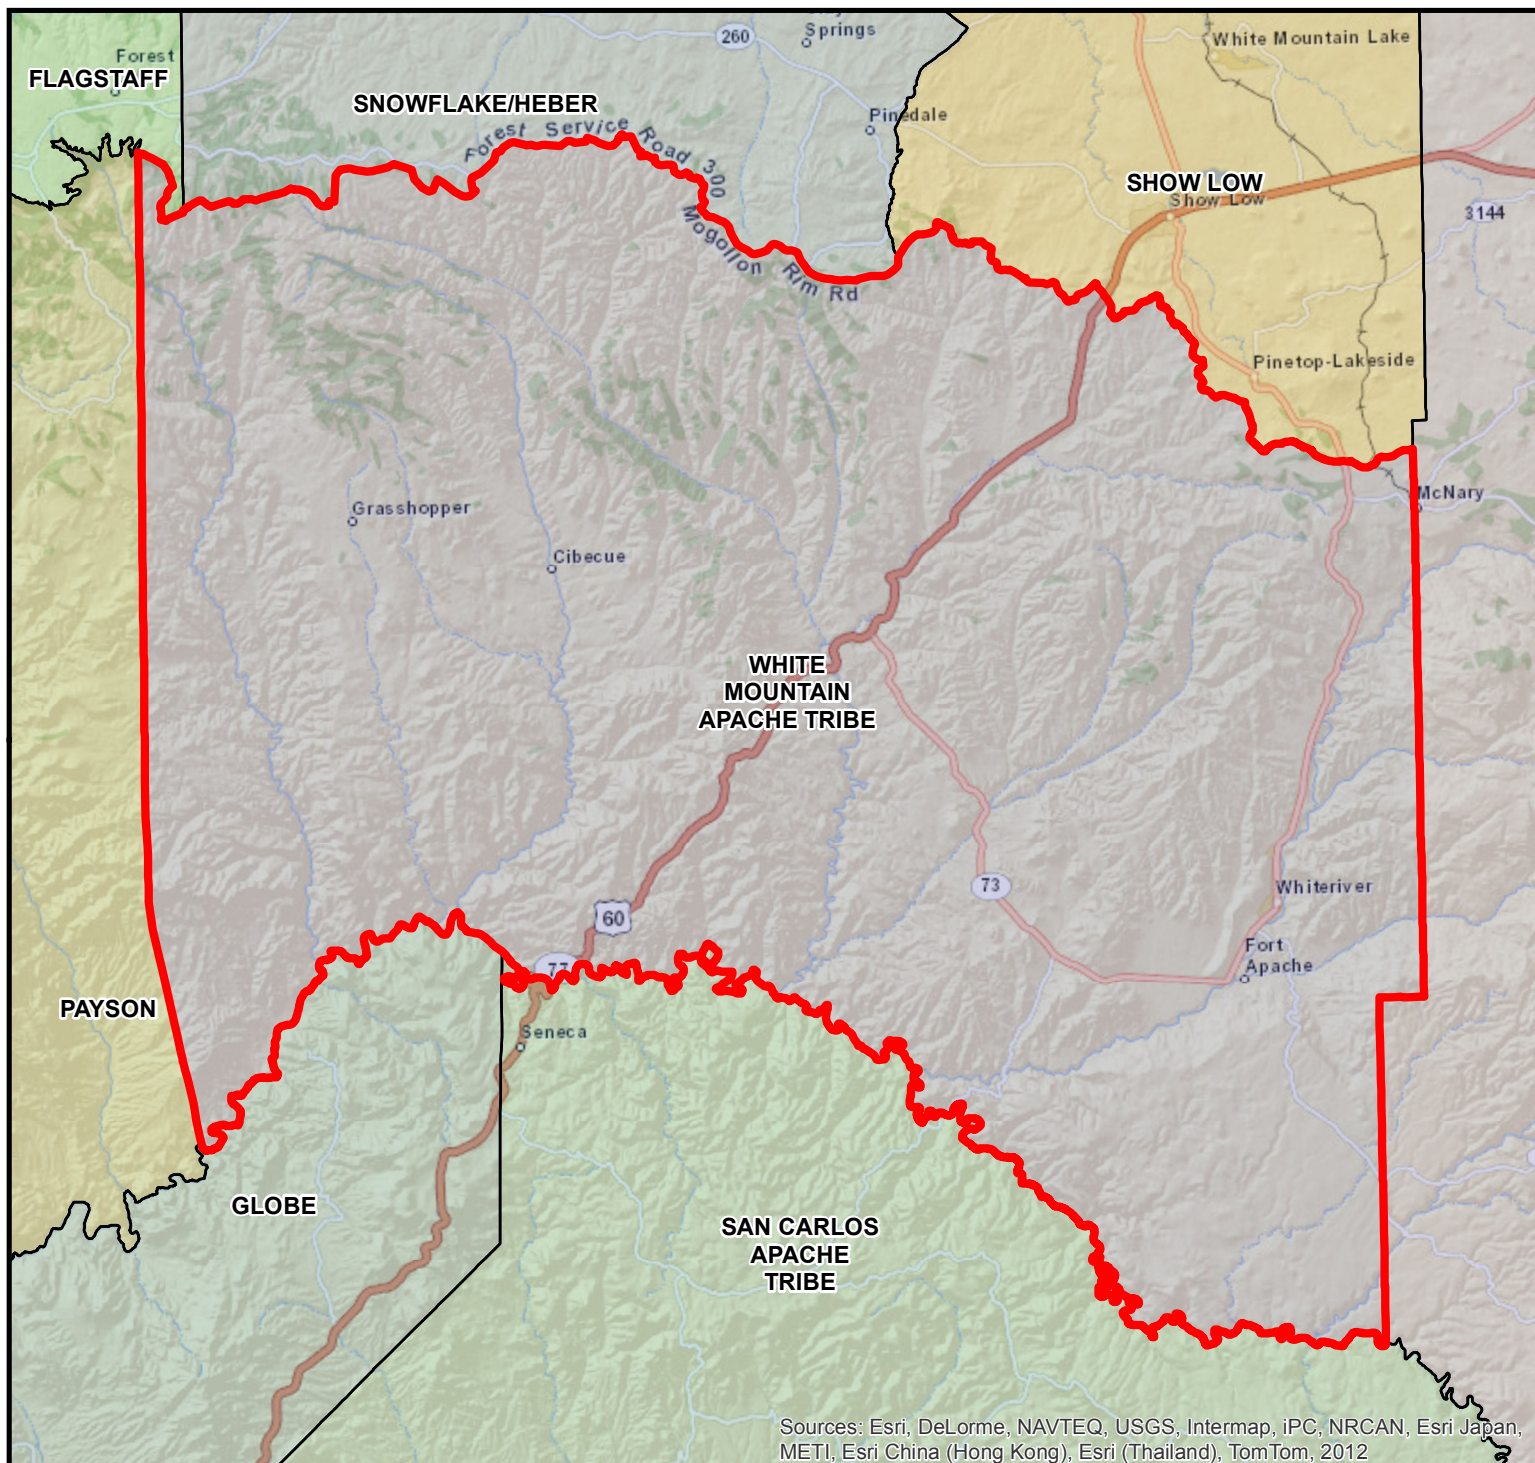 Springs
260
White Mountain Lake
Forest
FLAGSTAFF
SNOWFLAKE/HEBER
Pinedale
Forest Service Road 300
SHOW LOW
Show Low
3144
Mogollon Rim Rd
Pinetop-Lakeside
McNary
Grasshopper
Cibecue
WHITE
MOUNTAIN
APACHE TRIBE
73
Whiteriver
60
Fort
Apache
77
PAYSON
Seneca
GLOBE
SAN CARLOS
APACHE
TRIBE
Sources: Esri, DeLorme, NAVTEQ, USGS, Intermap, iPC, NRCAN, Esri Japan,
METI, Esri China (Hong Kong), Esri (Thailand), TomTom, 2012